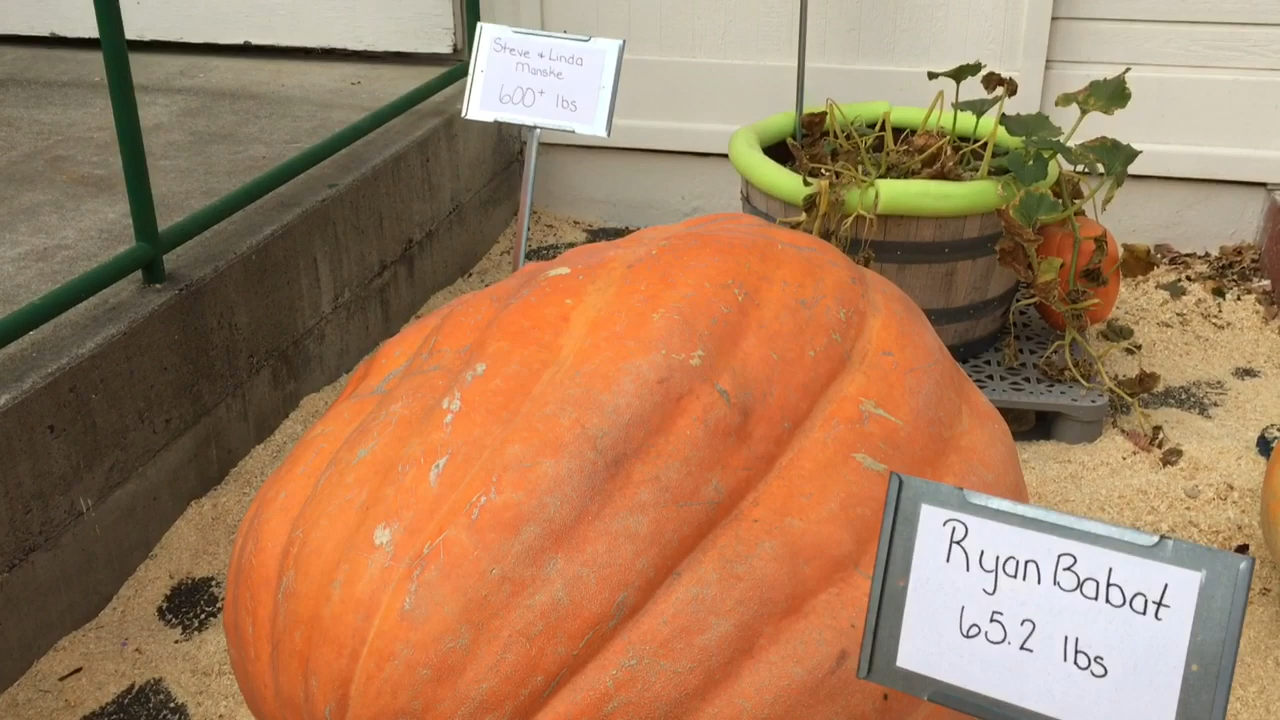 Steve + Linda
Manske
600+ lbs
Ryan Babat
65.2 lbs